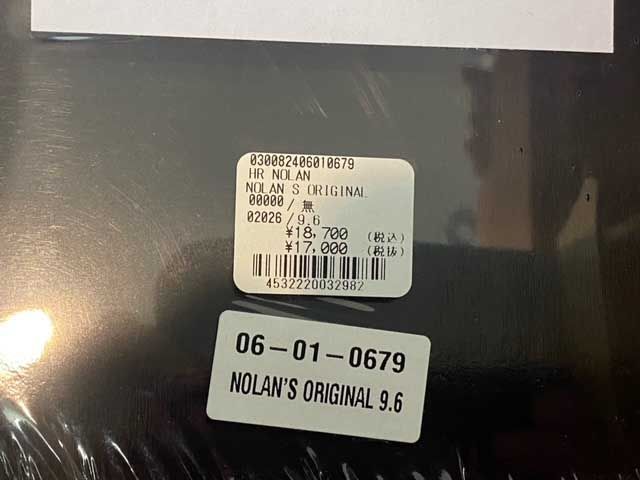 030082406010679
HR NOLAN
NOLAN S ORIGINAL
00000 / 無
02026 / 9.6
¥18,700 (税込)
¥17,000 (税抜)
4532220032982
06-01-0679
NOLAN'S ORIGINAL 9.6